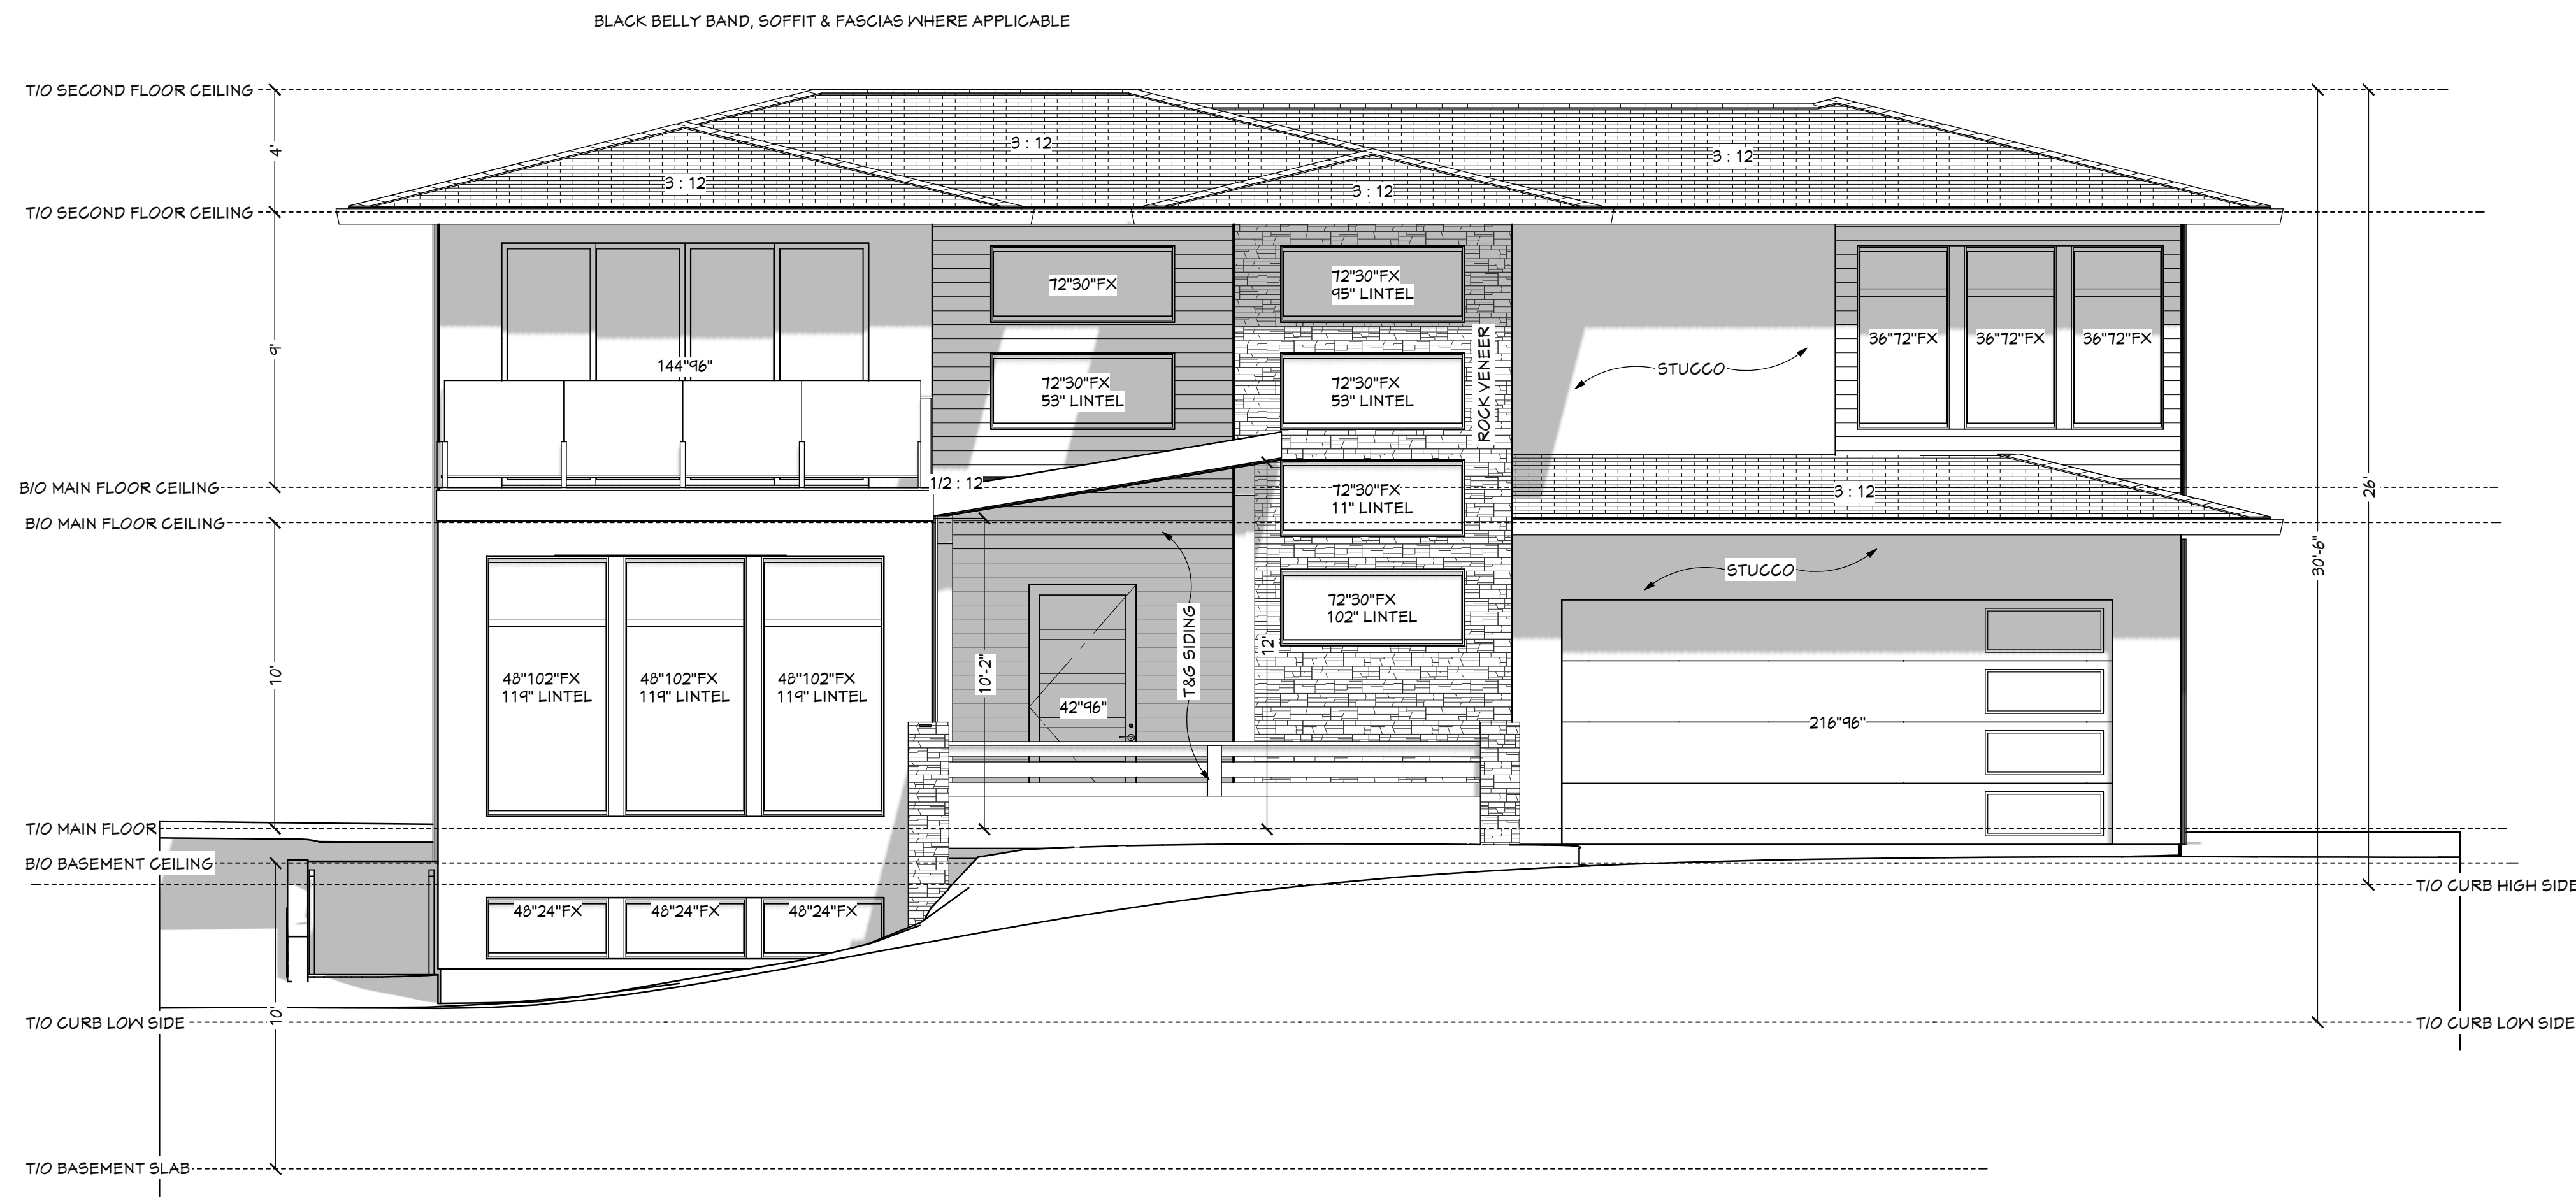 BLACK BELLY BAND, SOFFIT & FASCIAS WHERE APPLICABLE
T/O SECOND FLOOR CEILING
4'
3 : 12
3 : 12
3 : 12
3 : 12
T/O SECOND FLOOR CEILING
72"30"FX
72"30"FX
95" LINTEL
9'
144"96"
72"30"FX
53" LINTEL
72"30"FX
53" LINTEL
ROCK VENEER
STUCCO
36"72"FX
36"72"FX
36"72"FX
B/O MAIN FLOOR CEILING
1/2 : 12
72"30"FX
11" LINTEL
3 : 12
26'
B/O MAIN FLOOR CEILING
30'-6"
STUCCO
72"30"FX
102" LINTEL
10'
48"102"FX
119" LINTEL
48"102"FX
119" LINTEL
48"102"FX
119" LINTEL
10'-2"
42"96"
T&G SIDING
12'
216"96"
T/O MAIN FLOOR
B/O BASEMENT CEILING
T/O CURB HIGH SIDE
48"24"FX
48"24"FX
48"24"FX
10'
T/O CURB LOW SIDE
T/O CURB LOW SIDE
T/O BASEMENT SLAB